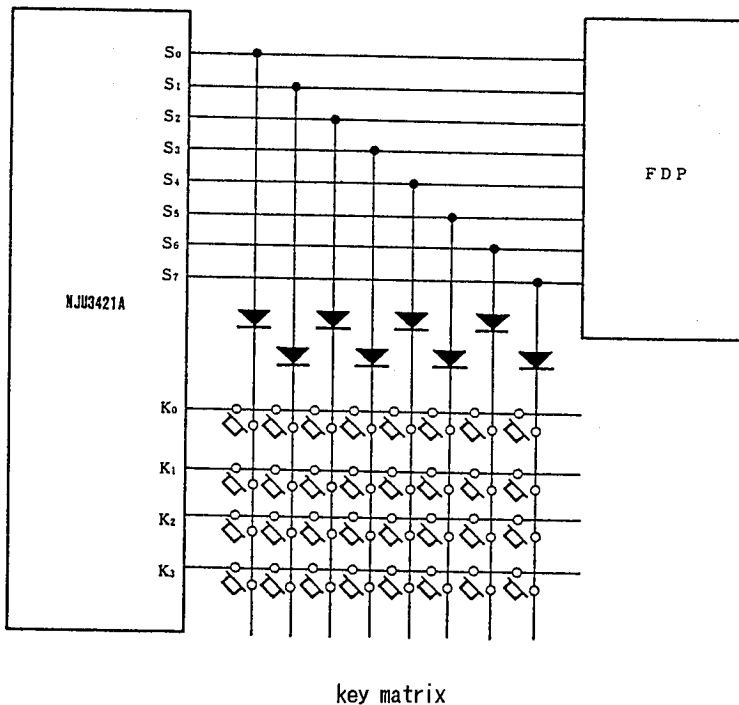 S₀
S₁
S₂
S₃
S₄
S₅
S₆
S₇
FDP
NJU3421A
K₀
K₁
K₂
K₃
key matrix